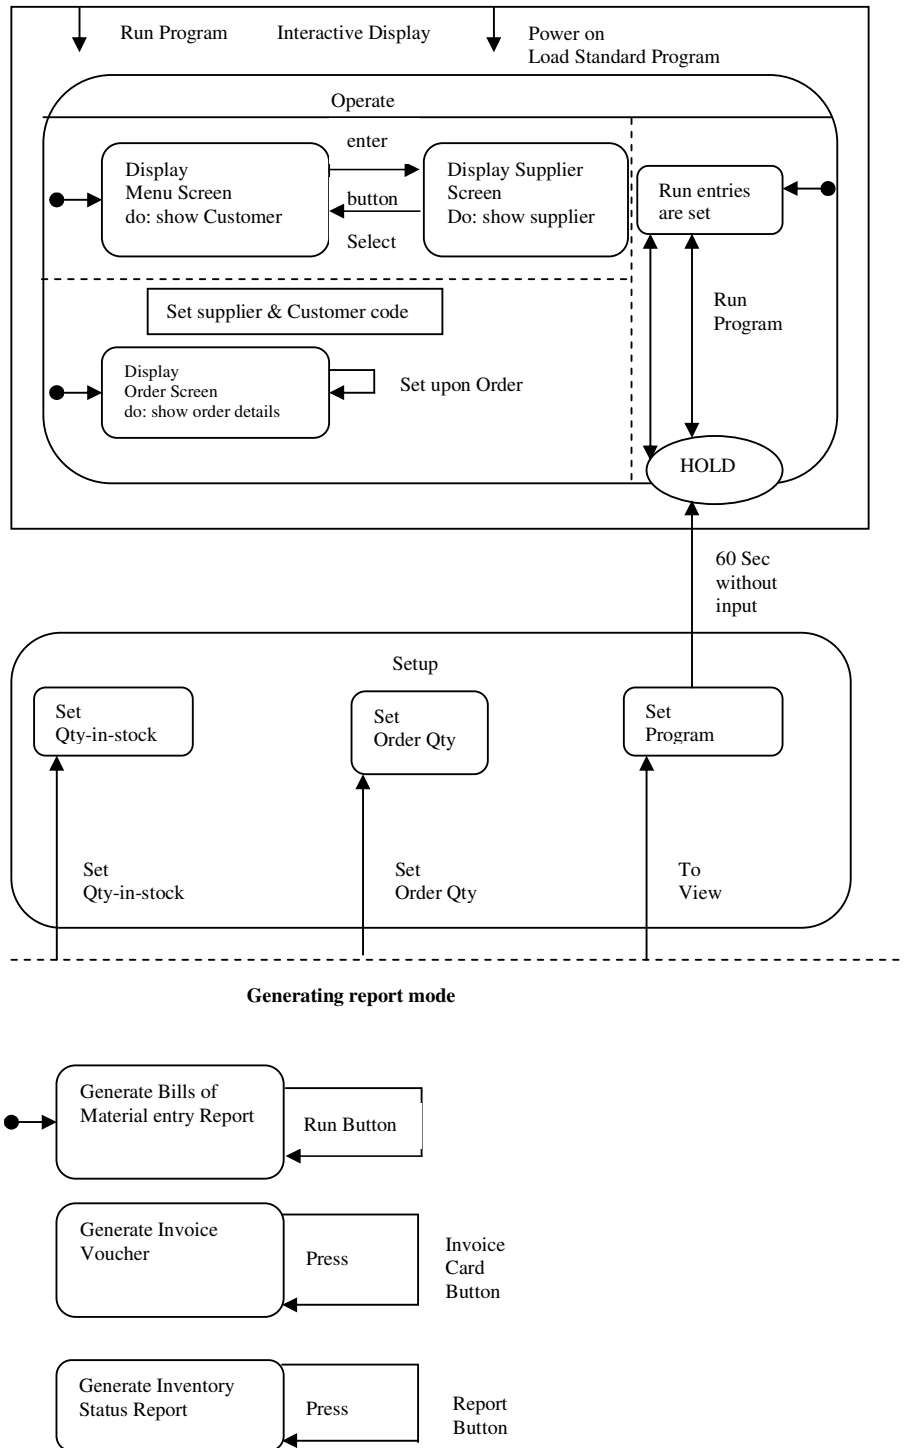 Run Program Interactive Display Power on
Load Standard Program
Operate
enter
Display
Menu Screen
do: show Customer
button
Select
Display Supplier
Screen
Do: show supplier
Run entries
are set
Set supplier & Customer code
Run
Program
Display
Order Screen
do: show order details
Set upon Order
HOLD
60 Sec
without
input
Setup
Set
Qty-in-stock
Set
Order Qty
Set
Program
Set
Qty-in-stock
Set
Order Qty
To
View
Generating report mode
Generate Bills of
Material entry Report
Run Button
Generate Invoice
Voucher
Press
Invoice
Card
Button
Generate Inventory
Status Report
Press
Report
Button